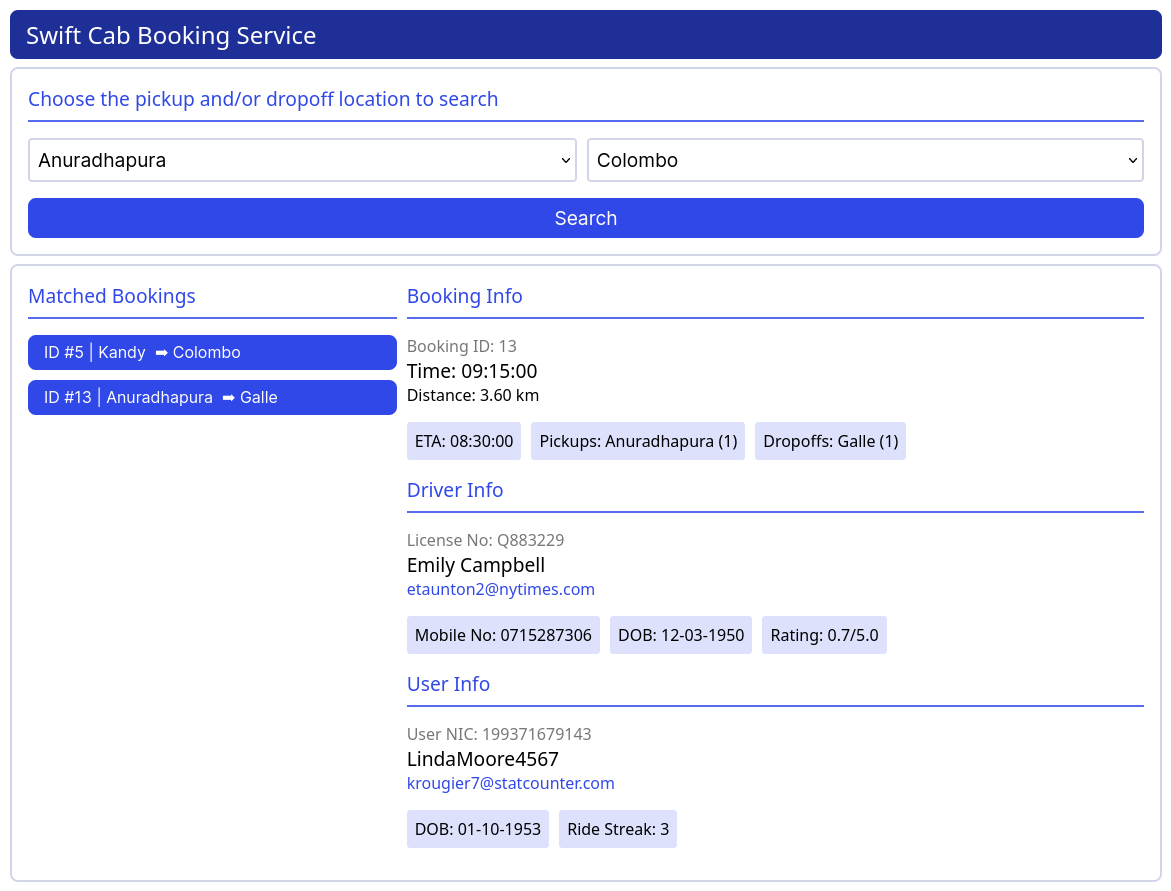 Swift Cab Booking Service
Choose the pickup and/or dropoff location to search
Anuradhapura
Colombo
Search
Matched Bookings
ID #5 | Kandy ➡ Colombo
ID #13 | Anuradhapura ➡ Galle
Booking Info
Booking ID: 13
Time: 09:15:00
Distance: 3.60 km
ETA: 08:30:00
Pickups: Anuradhapura (1)
Dropoffs: Galle (1)
Driver Info
License No: Q883229
Emily Campbell
etaunton2@nytimes.com
Mobile No: 0715287306
DOB: 12-03-1950
Rating: 0.7/5.0
User Info
User NIC: 199371679143
LindaMoore4567
krougier7@statcounter.com
DOB: 01-10-1953
Ride Streak: 3